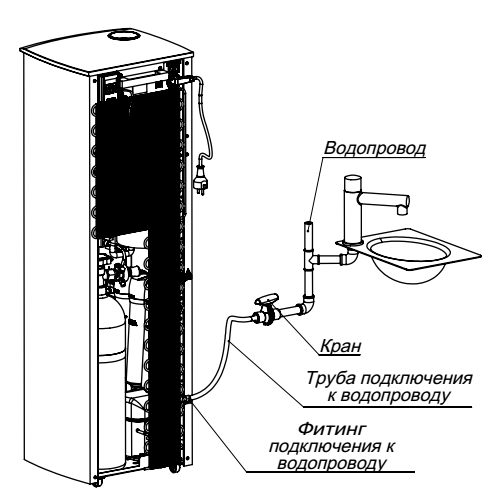 Водопровод
Кран
Труба подключения
к водопроводу
Фитинг
подключения к
водопроводу